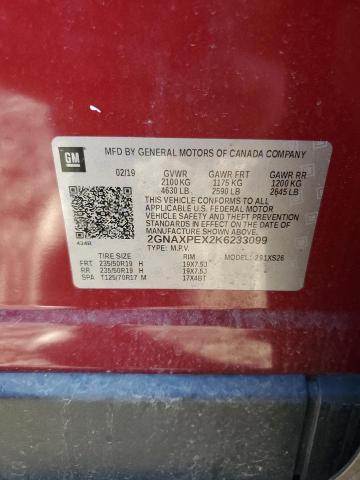 GM
MFD BY GENERAL MOTORS OF CANADA COMPANY
02/19 GVWR GAWR FRT GAWR RR
2100 KG 1175 KG 1200 KG
4630 LB 2590 LB 2645 LB
THIS VEHICLE CONFORMS TO ALL APPLICABLE
U.S. FEDERAL MOTOR VEHICLE SAFETY AND
THEFT PREVENTION STANDARDS IN EFFECT ON
THE DATE OF MANUFACTURE SHOWN ABOVE.
2GNAXPEX2K6233099
TYPE: M.P.V. MODEL: 291XS26
TIRE SIZE RIM
FRT 235/50R19 H 19X7.5J
RR 235/50R19 H 19X7.5J
SPA T125/70R17 M 17X4BT